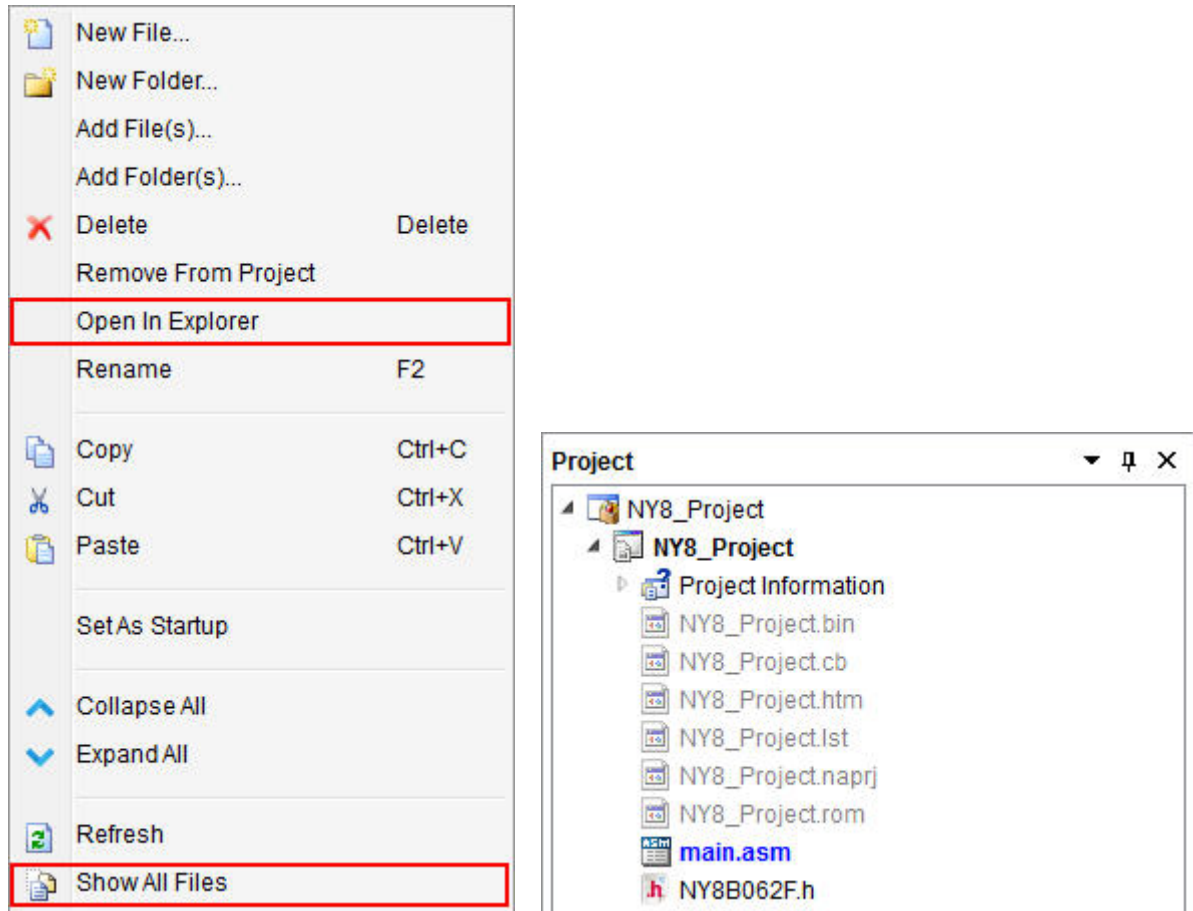 New File...
New Folder...
Add File(s)...
Add Folder(s)...
Delete Delete
Remove From Project
Open In Explorer
Rename F2
Copy Ctrl+C
Cut Ctrl+X
Paste Ctrl+V
Set As Startup
Collapse All
Expand All
Refresh
Show All Files
Project
NY8_Project
NY8_Project
Project Information
NY8_Project.bin
NY8_Project.cb
NY8_Project.htm
NY8_Project.lst
NY8_Project.naprj
NY8_Project.rom
main.asm
NY8B062F.h